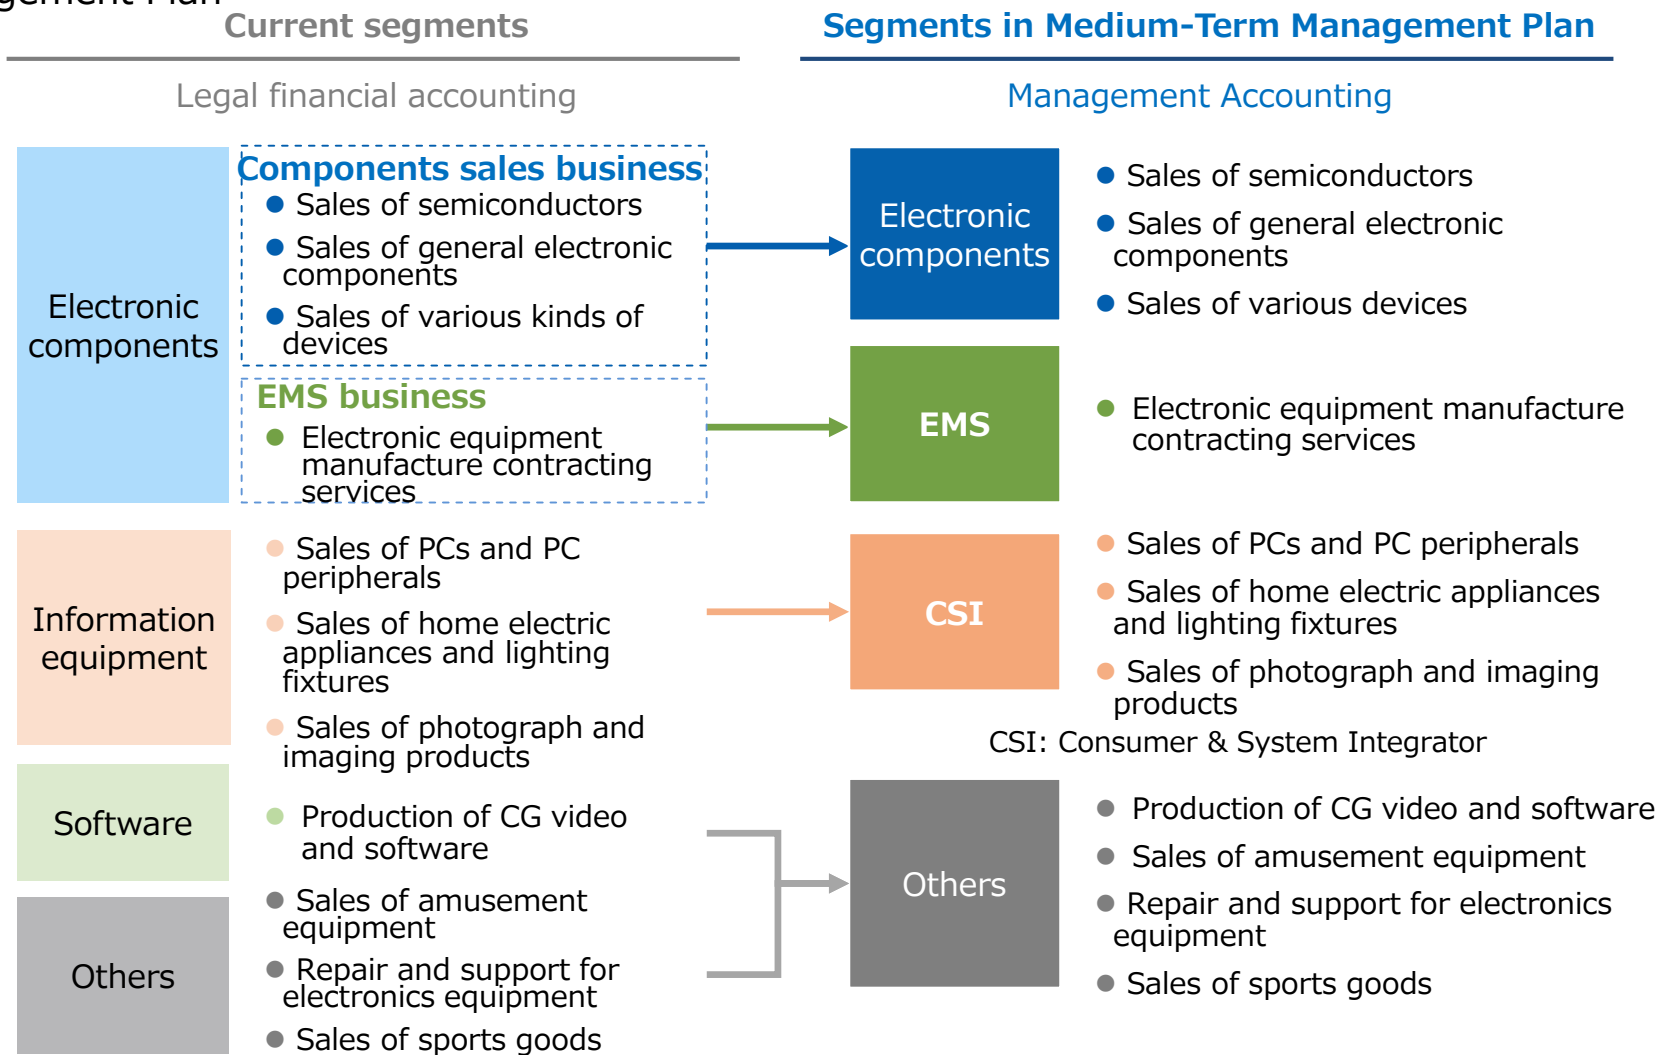 gement Plan
Current segments
Segments in Medium-Term Management Plan
Legal financial accounting
Management Accounting
Electronic
components
Components sales business
● Sales of semiconductors
● Sales of general electronic
components
● Sales of various kinds of
devices
EMS business
● Electronic equipment
manufacture contracting
services
Electronic
components
● Sales of semiconductors
● Sales of general electronic
components
● Sales of various devices
EMS
● Electronic equipment manufacture
contracting services
Information
equipment
● Sales of PCs and PC
peripherals
● Sales of home electric
appliances and lighting
fixtures
● Sales of photograph and
imaging products
CSI
● Sales of PCs and PC peripherals
● Sales of home electric appliances
and lighting fixtures
● Sales of photograph and imaging
products
CSI: Consumer & System Integrator
Software
● Production of CG video
and software
Others
● Sales of amusement
equipment
● Repair and support for
electronics equipment
● Sales of sports goods
Others
● Production of CG video and software
● Sales of amusement equipment
● Repair and support for electronics
equipment
● Sales of sports goods